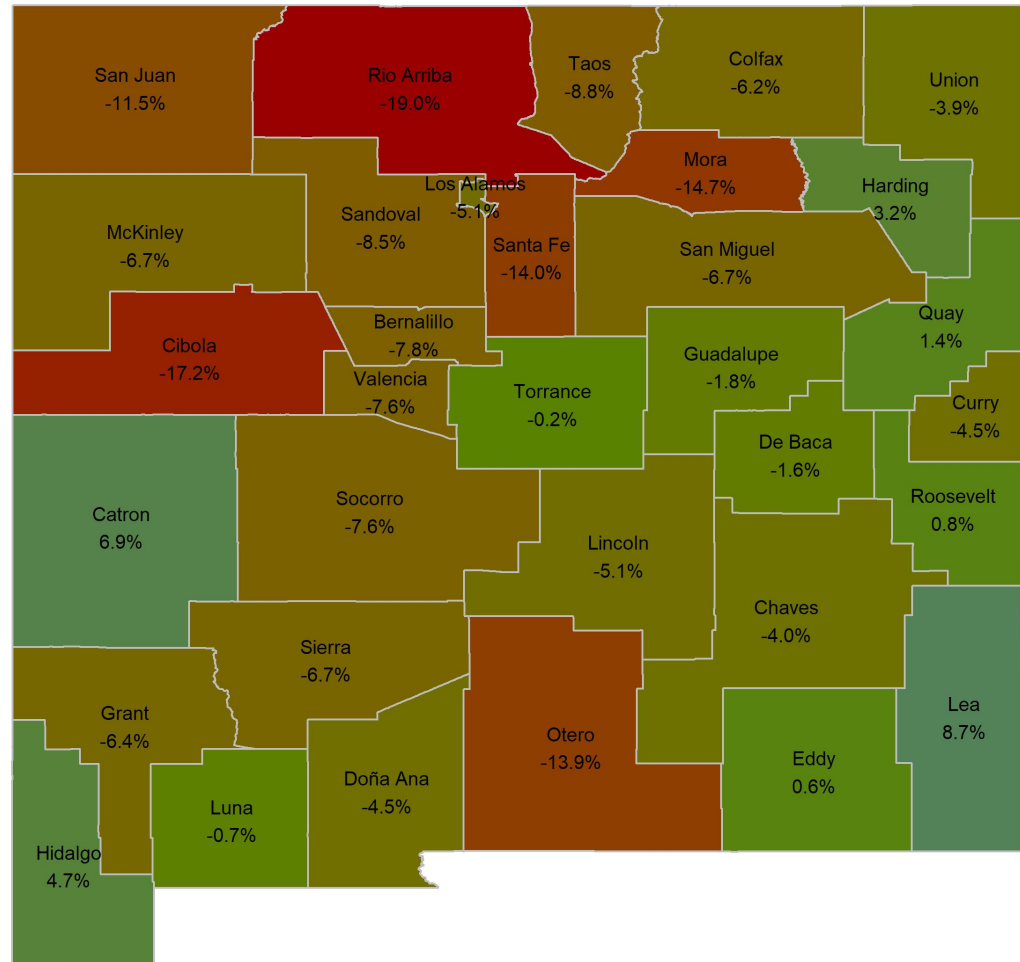 San Juan
-11.5%
Rio Arriba
-19.0%
Taos
-8.8%
Colfax
-6.2%
Union
-3.9%
Mora
-14.7%
Harding
3.2%
Los Alamos
-5.1%
Sandoval
-8.5%
Santa Fe
-14.0%
McKinley
-6.7%
San Miguel
-6.7%
Quay
1.4%
Bernalillo
-7.8%
Cibola
-17.2%
Guadalupe
-1.8%
Valencia
-7.6%
Torrance
-0.2%
Curry
-4.5%
De Baca
-1.6%
Catron
6.9%
Socorro
-7.6%
Roosevelt
0.8%
Lincoln
-5.1%
Chaves
-4.0%
Sierra
-6.7%
Grant
-6.4%
Otero
-13.9%
Lea
8.7%
Eddy
0.6%
Doña Ana
-4.5%
Luna
-0.7%
Hidalgo
4.7%